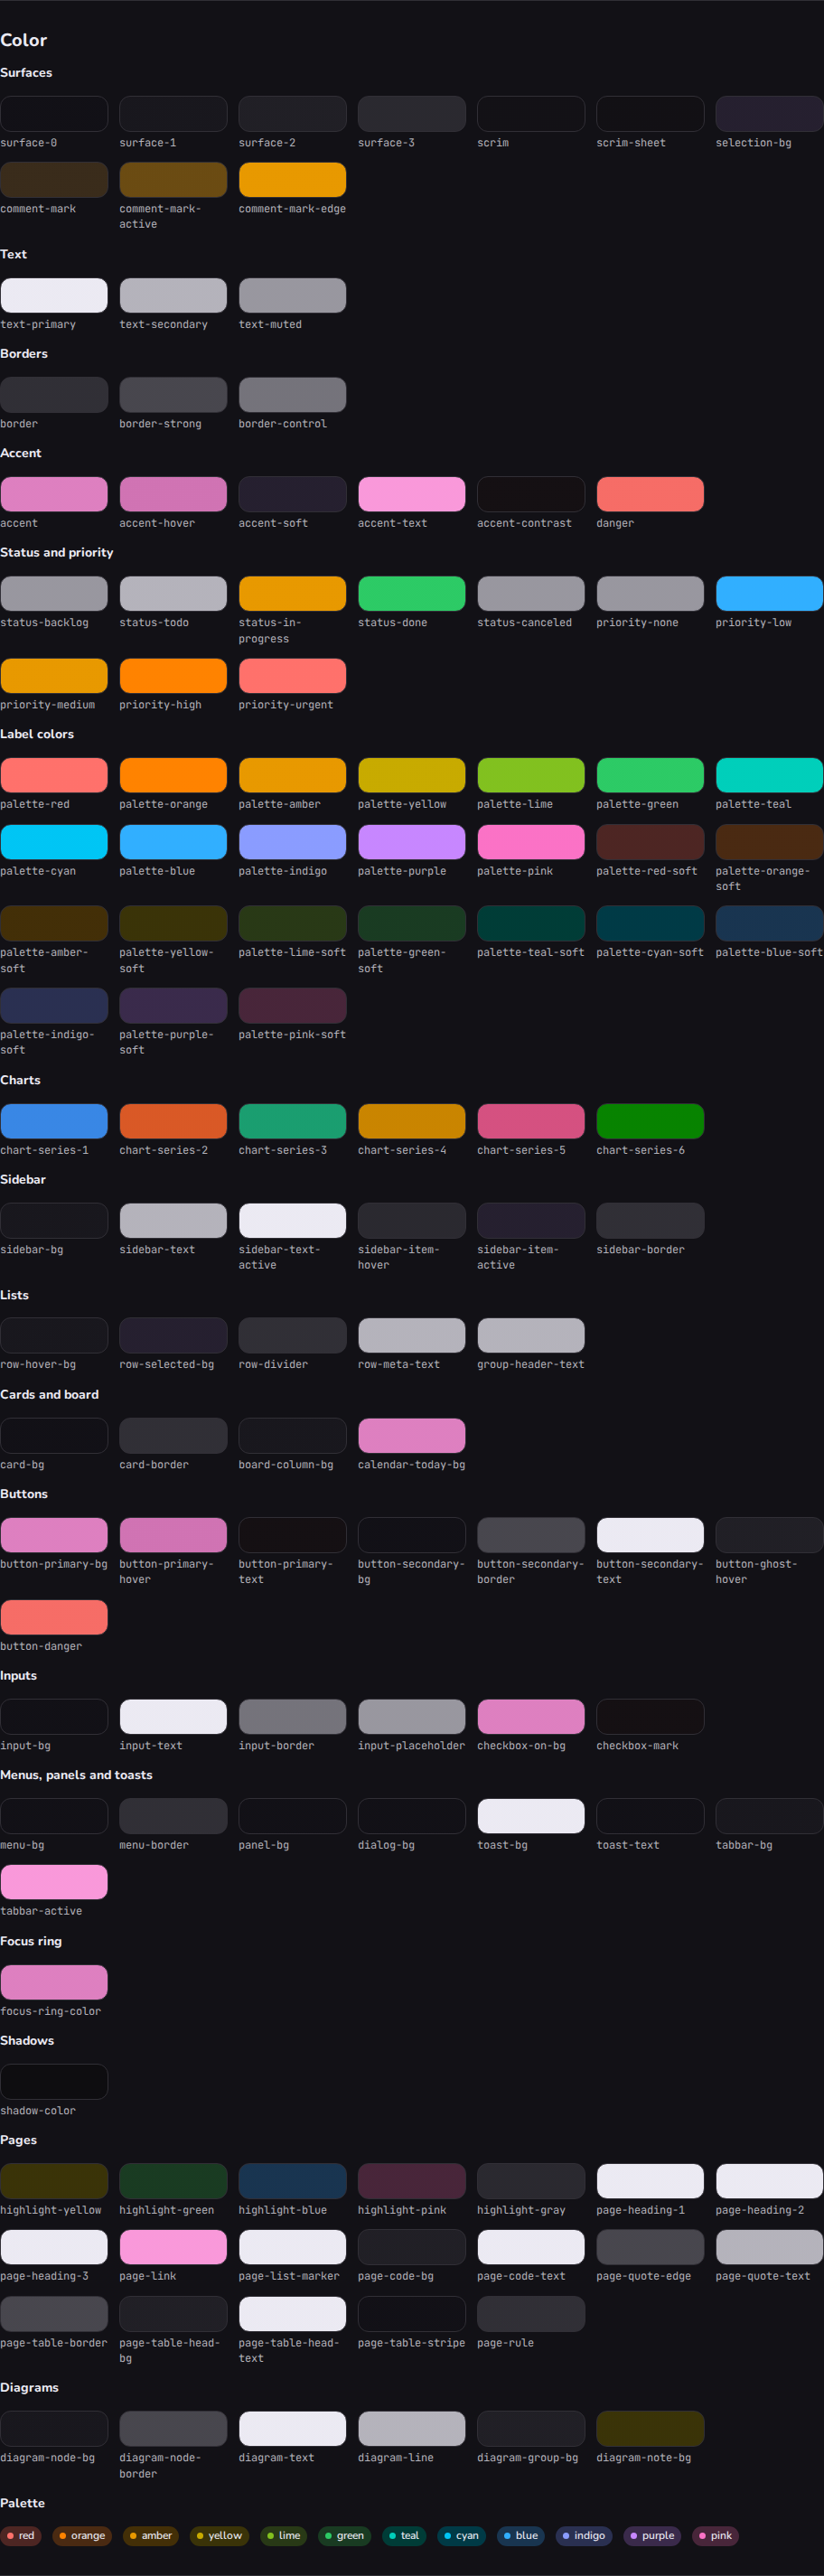 Color
Surfaces
surface-0 surface-1 surface-2 surface-3 scrim scrim-sheet selection-bg
comment-mark comment-mark- comment-mark-edge
active
Text
text-primary text-secondary text-muted
Borders
border border-strong border-control
Accent
accent accent-hover accent-soft accent-text accent-contrast danger
Status and priority
status-backlog status-todo status-in- status-done status-canceled priority-none priority-low
progress
priority-medium priority-high priority-urgent
Label colors
palette-red palette-orange palette-amber palette-yellow palette-lime palette-green palette-teal
palette-cyan palette-blue palette-indigo palette-purple palette-pink palette-red-soft palette-orange-
soft
palette-amber- palette-yellow- palette-lime-soft palette-green- palette-teal-soft palette-cyan-soft palette-blue-soft
soft soft soft
palette-indigo- palette-purple- palette-pink-soft
soft soft
Charts
chart-series-1 chart-series-2 chart-series-3 chart-series-4 chart-series-5 chart-series-6
Sidebar
sidebar-bg sidebar-text sidebar-text- sidebar-item- sidebar-item- sidebar-border
active hover active
Lists
row-hover-bg row-selected-bg row-divider row-meta-text group-header-text
Cards and board
card-bg card-border board-column-bg calendar-today-bg
Buttons
button-primary-bg button-primary- button-primary- button-secondary- button-secondary- button-secondary- button-ghost-
hover text bg border text hover
button-danger
Inputs
input-bg input-text input-border input-placeholder checkbox-on-bg checkbox-mark
Menus, panels and toasts
menu-bg menu-border panel-bg dialog-bg toast-bg toast-text tabbar-bg
tabbar-active
Focus ring
focus-ring-color
Shadows
shadow-color
Pages
highlight-yellow highlight-green highlight-blue highlight-pink highlight-gray page-heading-1 page-heading-2
page-heading-3 page-link page-list-marker page-code-bg page-code-text page-quote-edge page-quote-text
page-table-border page-table-head- page-table-head- page-table-stripe page-rule
bg text
Diagrams
diagram-node-bg diagram-node- diagram-text diagram-line diagram-group-bg diagram-note-bg
border
Palette
red orange amber yellow lime green teal cyan blue indigo purple pink